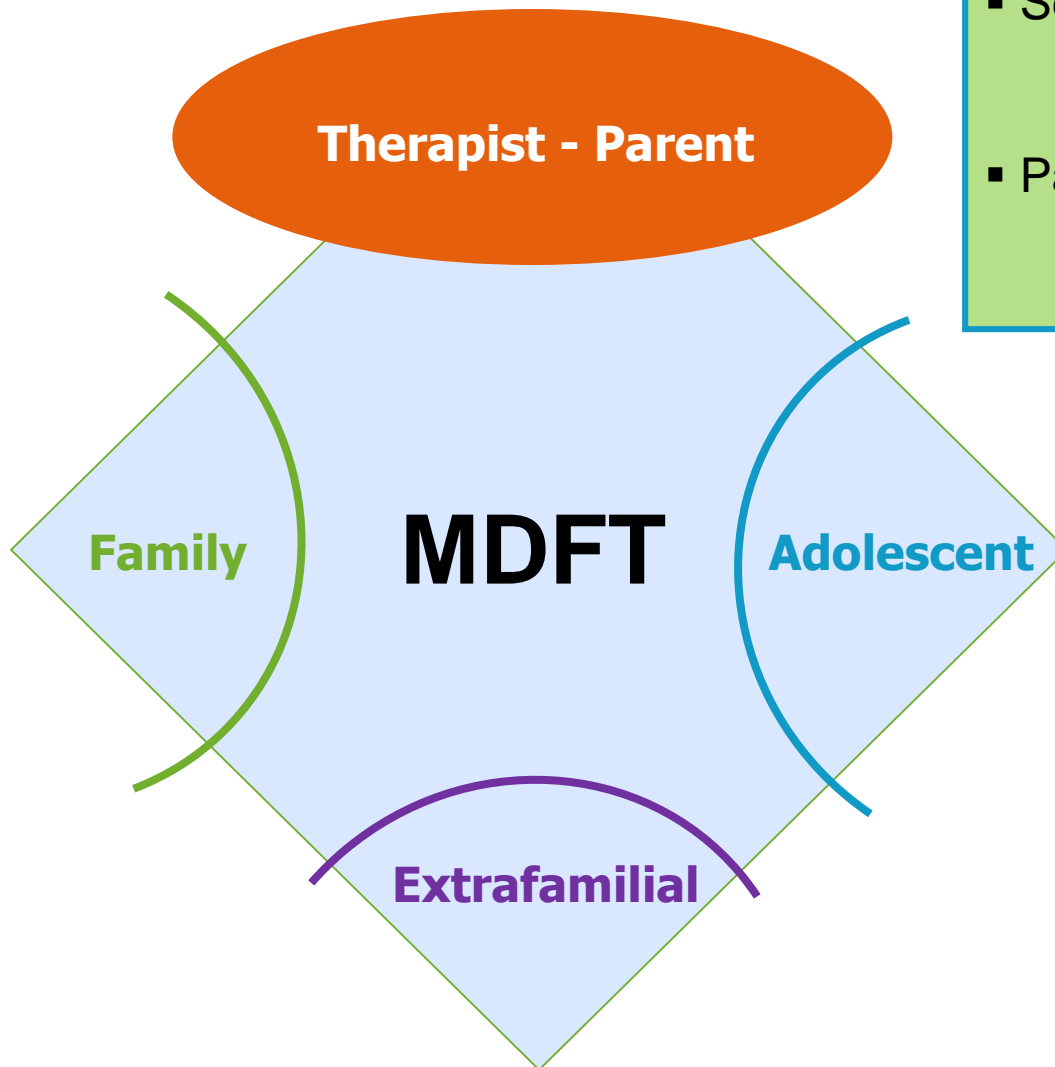 Therapist - Parent
Family
MDFT
Adolescent
Extrafamilial